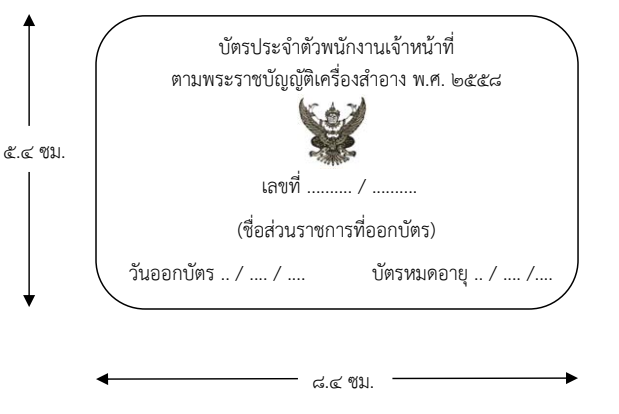 บัตรประจำตัวพนักงานเจ้าหน้าที่
ตามพระราชบัญญัติเครื่องสำอาง พ.ศ. ๒๕๕๘
๕.๔ ซม.
เลขที่ .......... / ..........
(ชื่อส่วนราชการที่ออกบัตร)
วันออกบัตร .. / .... / .... บัตรหมดอายุ .. / .... /....
๘.๔ ซม.